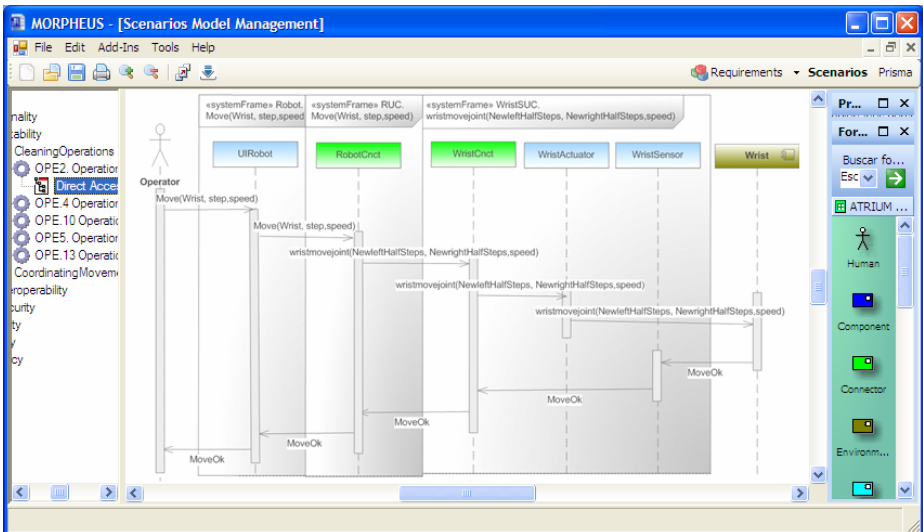 MORPHEUS - [Scenarios Model Management]
File Edit Add-Ins Tools Help
Requirements Scenarios Prisma
nality
tability
CleaningOperations
OPE2. Operation
Direct Acces
OPE.4 Operation
OPE.10 Operatio
OPE5. Operation
OPE.13 Operatio
CoordinatingMoveme
eroperability
curity
ty
y
cy
«systemFrame» Robot.
Move(Wrist, step,speed
«systemFrame» RUC.
Move(Wrist, step,speed)
«systemFrame» WristSUC.
wristmovejoint(NewleftHalfSteps, NewrightHalfSteps,speed)
UIRobot
RobotCnct
WristCnct
WristActuator
WristSensor
Wrist
Operator
Move(Wrist, step,speed)
Move(Wrist, step,speed)
wristmovejoint(NewleftHalfSteps, NewrightHalfSteps,speed)
wristmovejoint(NewleftHalfSteps, NewrightHalfSteps,speed)
wristmovejoint(NewleftHalfSteps, NewrightHalfSteps,speed)
MoveOk
MoveOk
MoveOk
MoveOk
MoveOk
Pr...
For...
Buscar fo...
Esc
ATRIUM ...
Human
Component
Connector
Environm...